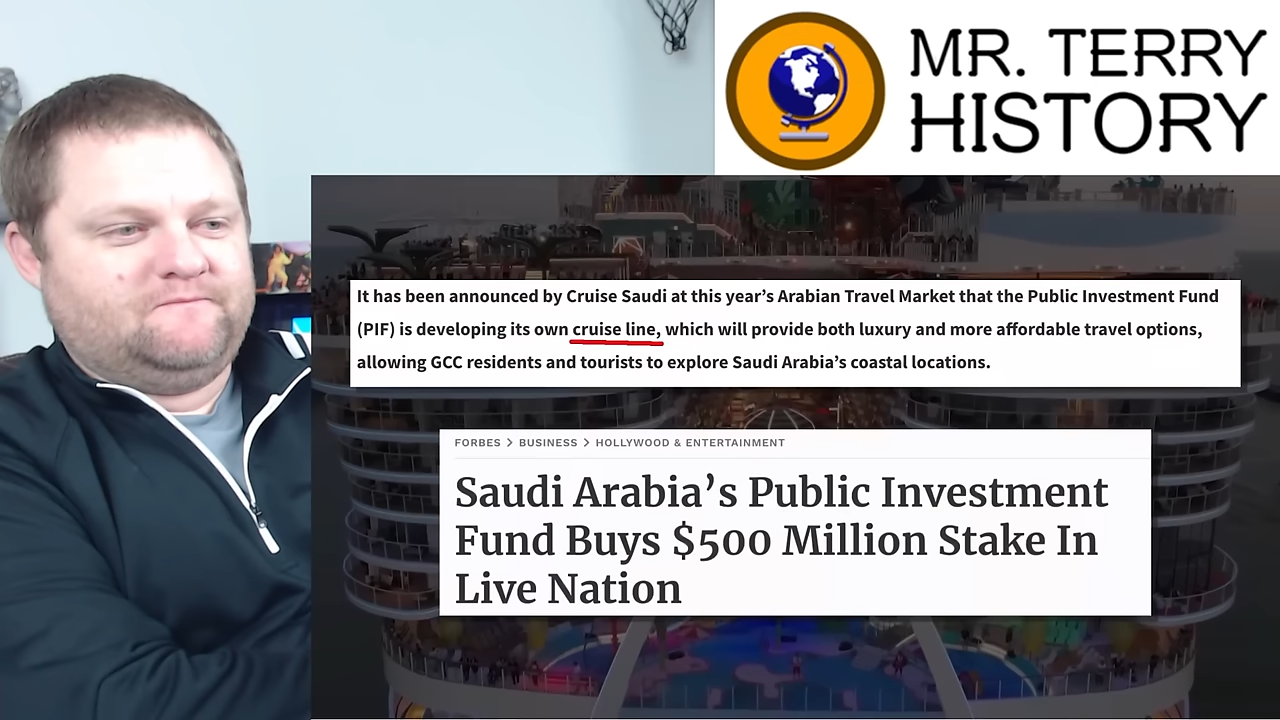 MR. TERRY
HISTORY
It has been announced by Cruise Saudi at this year’s Arabian Travel Market that the Public Investment Fund
(PIF) is developing its own cruise line, which will provide both luxury and more affordable travel options,
allowing GCC residents and tourists to explore Saudi Arabia’s coastal locations.
FORBES > BUSINESS > HOLLYWOOD & ENTERTAINMENT
Saudi Arabia’s Public Investment
Fund Buys $500 Million Stake In
Live Nation